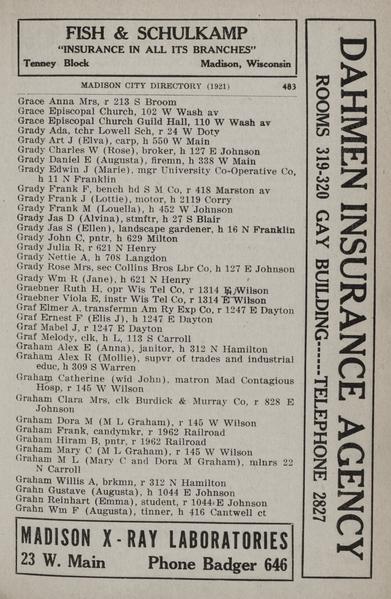 FISH & SCHULKAMP
"INSURANCE IN ALL ITS BRANCHES"
Tenney Block Madison, Wisconsin
MADISON CITY DIRECTORY (1921) 483
Grace Anna Mrs, r 213 S Broom
Grace Episcopal Church, 102 W Wash av
Grace Episcopal Church Guild Hall, 110 W Wash av
Grady Ada, tchr Lowell Sch, r 24 W Doty
Grady Art J (Elva), carp, h 550 W Main
Grady Charles W (Rose), broker, h 127 E Johnson
Grady Daniel E (Augusta), firemn, h 338 W Main
Grady Edwin J (Marie), mgr University Co-Operative Co,
h 11 N Franklin
Grady Frank F, bench hd S M Co, r 418 Marston av
Grady Frank J (Lottie), motor, h 2119 Corry
Grady Frank M (Louella), h 452 W Johnson
Grady Jas D (Alvina), stmftr, h 27 S Blair
Grady Jas S (Ellen), landscape gardener, h 16 N Franklin
Grady John C, pntr, h 629 Milton
Grady Julia R, r 621 N Henry
Grady Nettie A, h 708 Langdon
Grady Rose Mrs, sec Collins Bros Lbr Co, h 127 E Johnson
Grady Wm R (Jane), h 621 N Henry
Graebner Ruth H, opr Wis Tel Co, r 1314 E Wilson
Graebner Viola E, instr Wis Tel Co, r 1314 E Wilson
Graf Elmer A, transfermn Am Ry Exp Co, r 1247 E Dayton
Graf Ernest F (Elis J), h 1247 E Dayton
Graf Mabel J, r 1247 E Dayton
Graf Melody, clk, h L, 113 S Carroll
Graham Alex E (Anna), janitor, h 312 N Hamilton
Graham Alex R (Mollie), supvr of trades and industrial
educ, h 309 S Warren
Graham Catherine (wid John), matron Mad Contagious
Hosp, r 145 W Wilson
Graham Clara Mrs, clk Burdick & Murray Co, r 828 E
Johnson
Graham Dora M (M L Graham), r 145 W Wilson
Graham Frank, candymkr, r 1962 Railroad
Graham Hiram B, pntr, r 1962 Railroad
Graham Mary C (M L Graham), r 145 W Wilson
Graham M L (Mary C and Dora M Graham), mlnrs 22
N Carroll
Graham Willis A, brkmn, r 312 N Hamilton
Grahn Gustave (Augusta), h 1044 E Johnson
Grahn Reinhart (Emma), student, r 1044 E Johnson
Grahn Wm F (Augusta), tinner, h 416 Cantwell ct
MADISON X-RAY LABORATORIES
23 W. Main Phone Badger 646
DAHMEN INSURANCE AGENCY
ROOMS 319-320 GAY BUILDING------TELEPHONE 2827